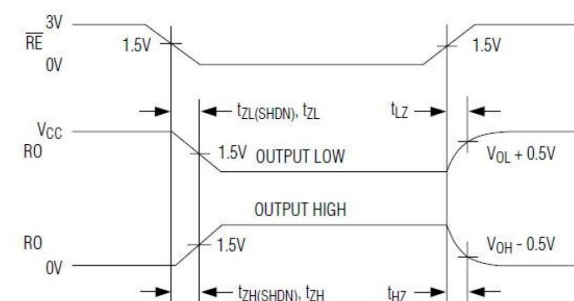 3V
RE
1.5V
1.5V
0V
tZL(SHDN), tZL
tLZ
VCC
RO
1.5V
OUTPUT LOW
VOL + 0.5V
OUTPUT HIGH
RO
1.5V
VOH - 0.5V
0V
tZH(SHDN), tZH
tHZ